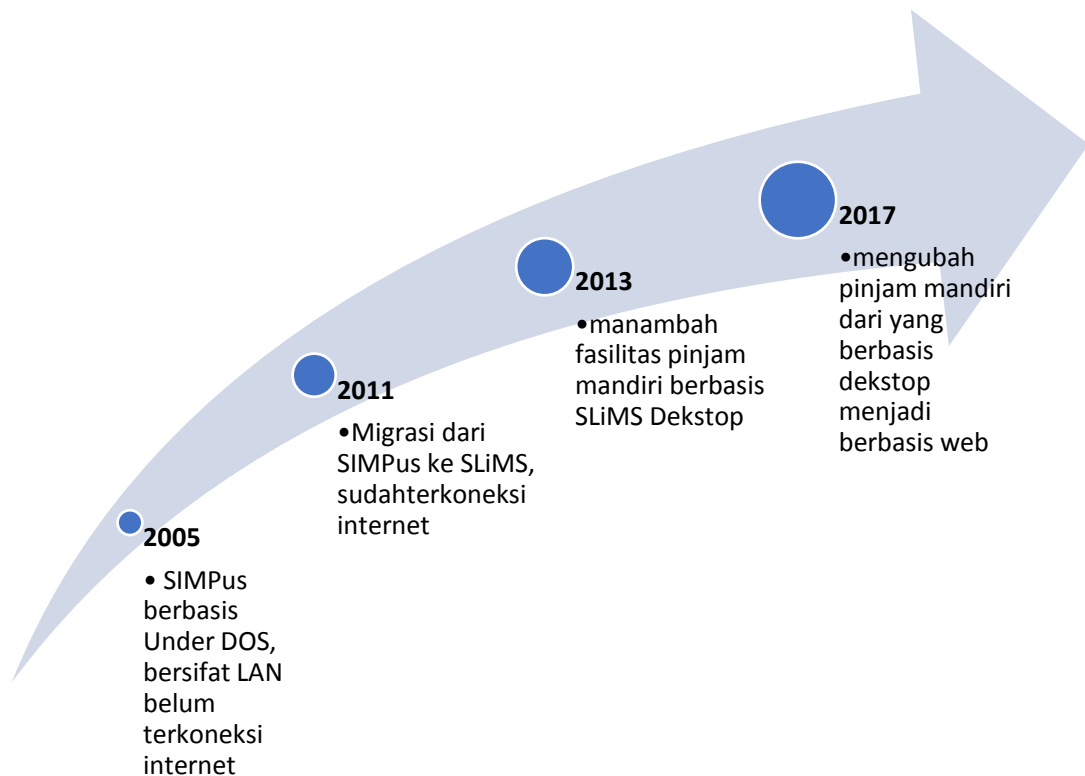 2005
• SIMPus
berbasis
Under DOS,
bersifat LAN
belum
terkoneksi
internet
2011
•Migrasi dari
SIMPus ke SLiMS,
sudahterkoneksi
internet
2013
•manambah
fasilitas pinjam
mandiri berbasis
SLiMS Dekstop
2017
•mengubah
pinjam mandiri
dari yang
berbasis
dekstop
menjadi
berbasis web